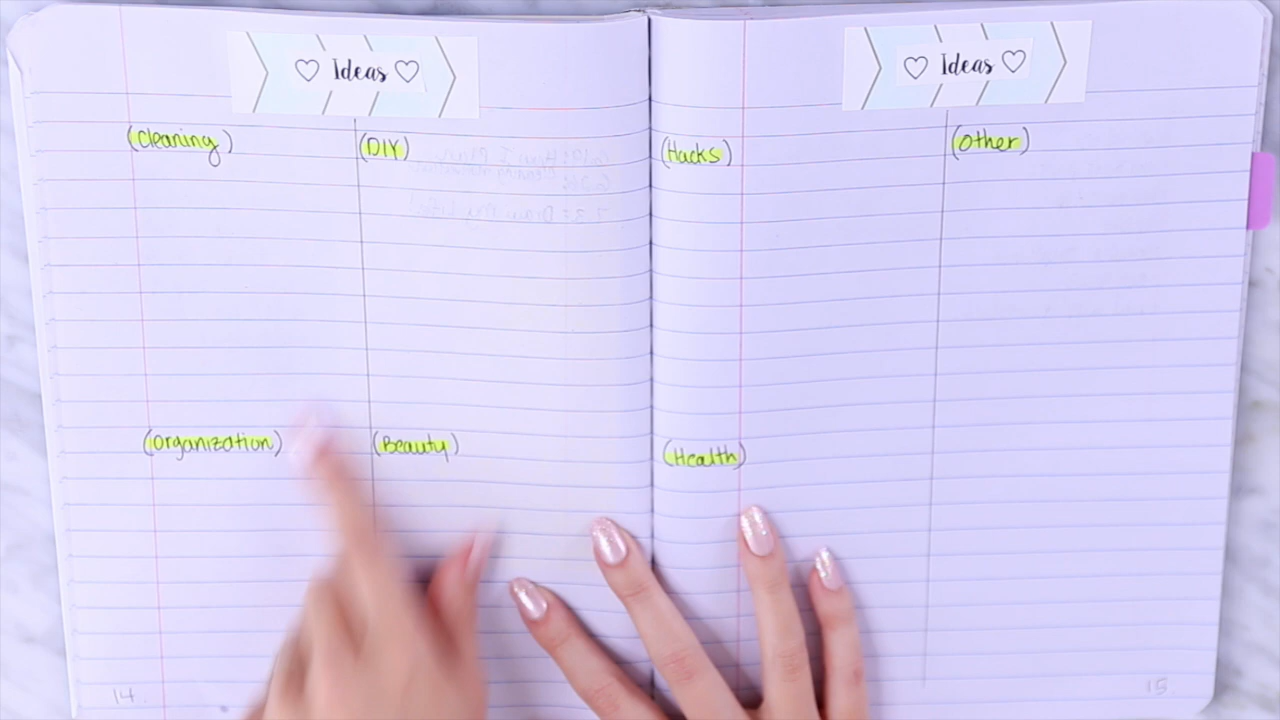 ♡ Ideas ♡
(Cleaning)
(DIY)
(Organization)
(Beauty)
14
♡ Ideas ♡
(Hacks)
(Other)
(Health)
15